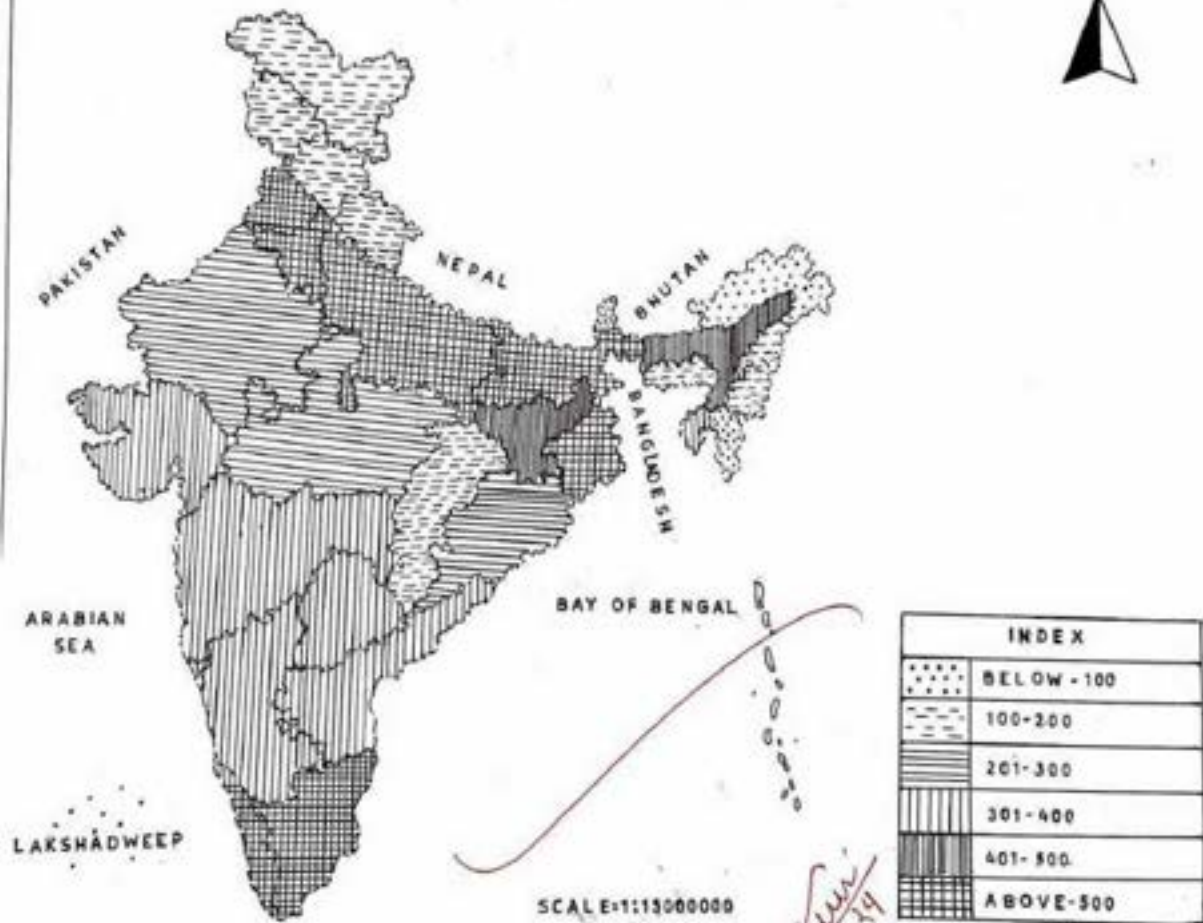 PAKISTAN
NEPAL
BHUTAN
BANGLADESH
ARABIAN
SEA
BAY OF BENGAL
LAKSHADWEEP
SCALE=1:15000000
INDEX
BELOW-100
100-200
201-300
301-400
401-500
ABOVE-500